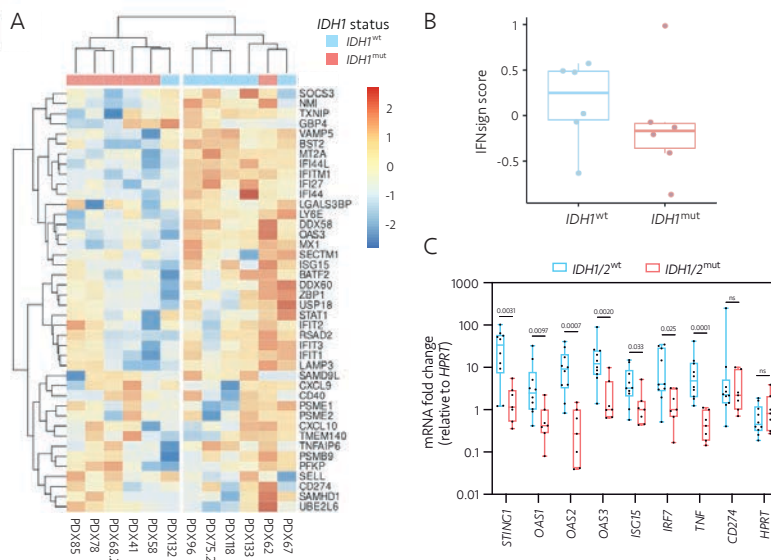 A
IDH1 status
IDH1wt
IDH1mut
SOCS3
NMI
TXNIP
GBP4
VAMP5
BST2
MT2A
IFI44L
IFITM1
IFI27
IFI44
LGALS3BP
LY6E
DDX58
OAS3
MX1
SECTM1
ISG15
BATF2
DDX60
ZBP1
USP18
STAT1
IFIT2
RSAD2
IFIT3
IFIT1
LAMP3
SAMD9L
CXCL9
CD40
PSME1
PSME2
CXCL10
TMEM140
TNFAIP6
PSMB9
PFKP
SELL
CD274
SAMHD1
UBE2L6
2
1
0
-1
-2
PDX85
PDX78
PDX41
PDX58
PDX132
PDX96
PDX133
PDX62
PDX67
B
IFNsign score
1
0.5
0
-0.5
IDH1wt
IDH1mut
C
IDH1/2wt
IDH1/2mut
mRNA fold change
(relative to HPRT)
1000
100
10
1
0.1
0.01
0.0031
0.0097
0.0007
0.0020
0.033
0.025
0.0001
ns
ns
STING1
OAS1
OAS2
OAS3
ISG15
IRF7
TNF
CD274
HPRT